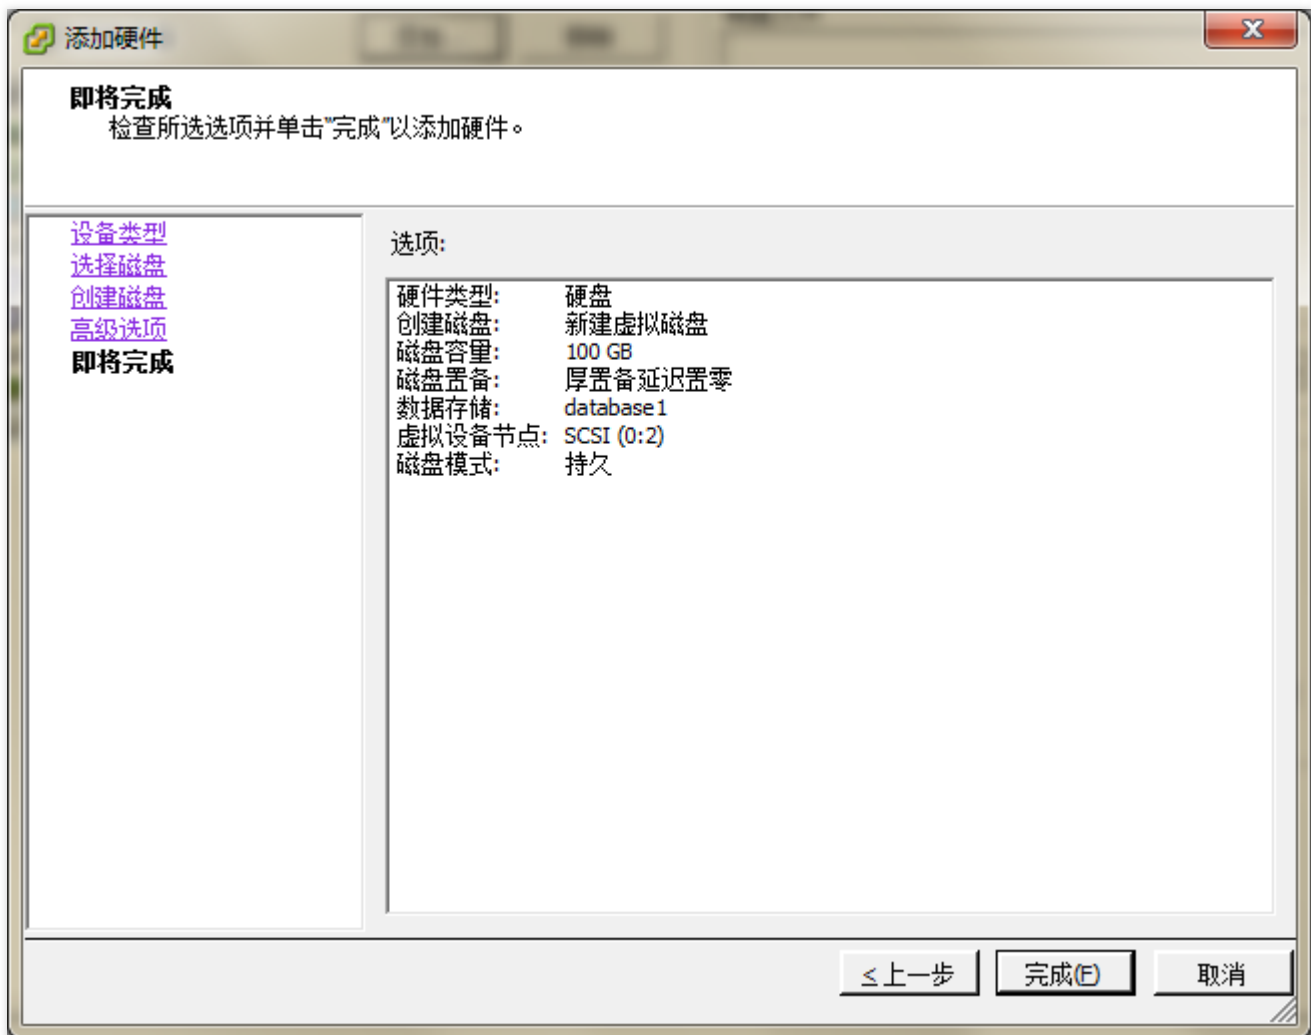 添加硬件
即将完成
检查所选选项并单击"完成"以添加硬件。
设备类型
选择磁盘
创建磁盘
高级选项
即将完成
选项:
硬件类型: 硬盘
创建磁盘: 新建虚拟磁盘
磁盘容量: 100 GB
磁盘置备: 厚置备延迟置零
数据存储: database1
虚拟设备节点: SCSI (0:2)
磁盘模式: 持久
≤上一步 完成(F) 取消